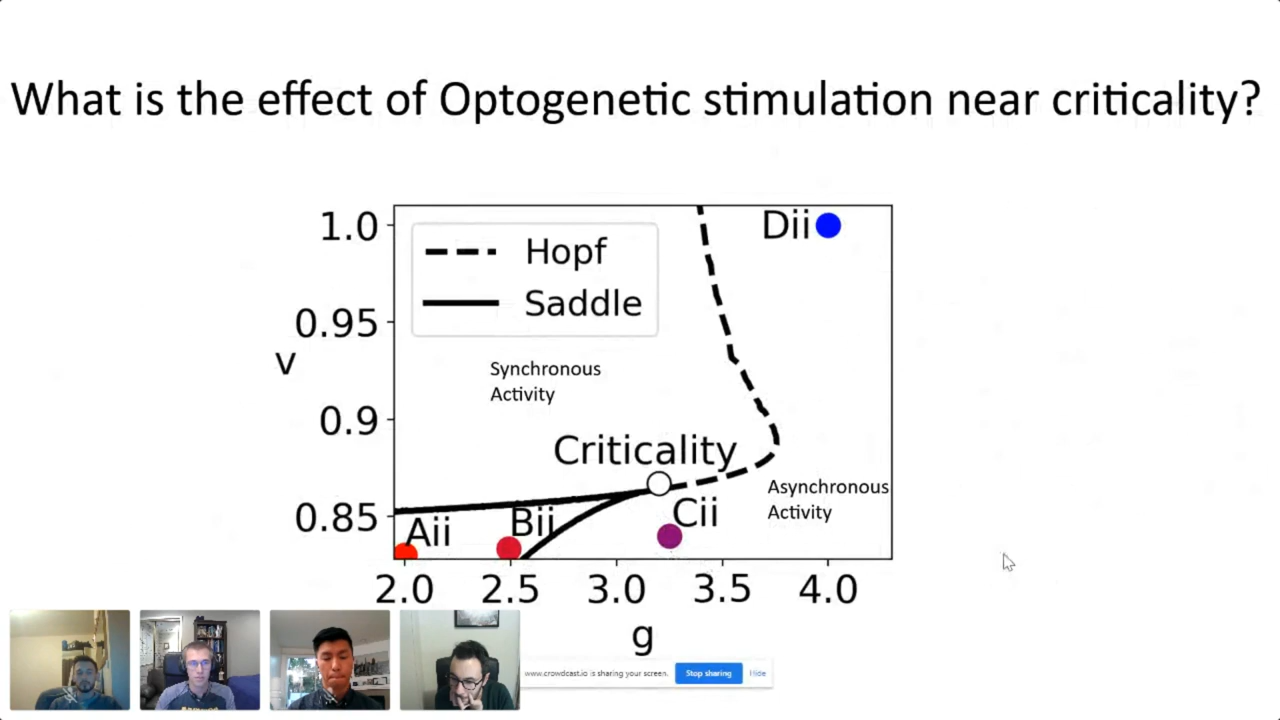 What is the effect of Optogenetic stimulation near criticality?
1.0
0.95
0.9
0.85
v
Hopf
Saddle
Dii
Synchronous
Activity
Criticality
Asynchronous
Activity
Aii
Bii
Cii
2.0 2.5 3.0 3.5 4.0
g
www.crowdcast.io is sharing your screen. Stop sharing Hide